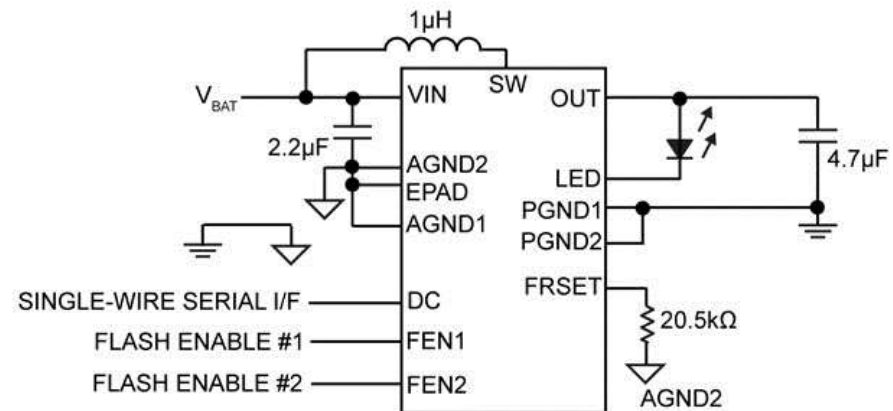 1µH
SW
V_BAT
VIN
OUT
2.2µF
4.7µF
AGND2
LED
EPAD
PGND1
AGND1
PGND2
FRSET
SINGLE-WIRE SERIAL I/F
DC
20.5kΩ
FLASH ENABLE #1
FEN1
FLASH ENABLE #2
FEN2
AGND2